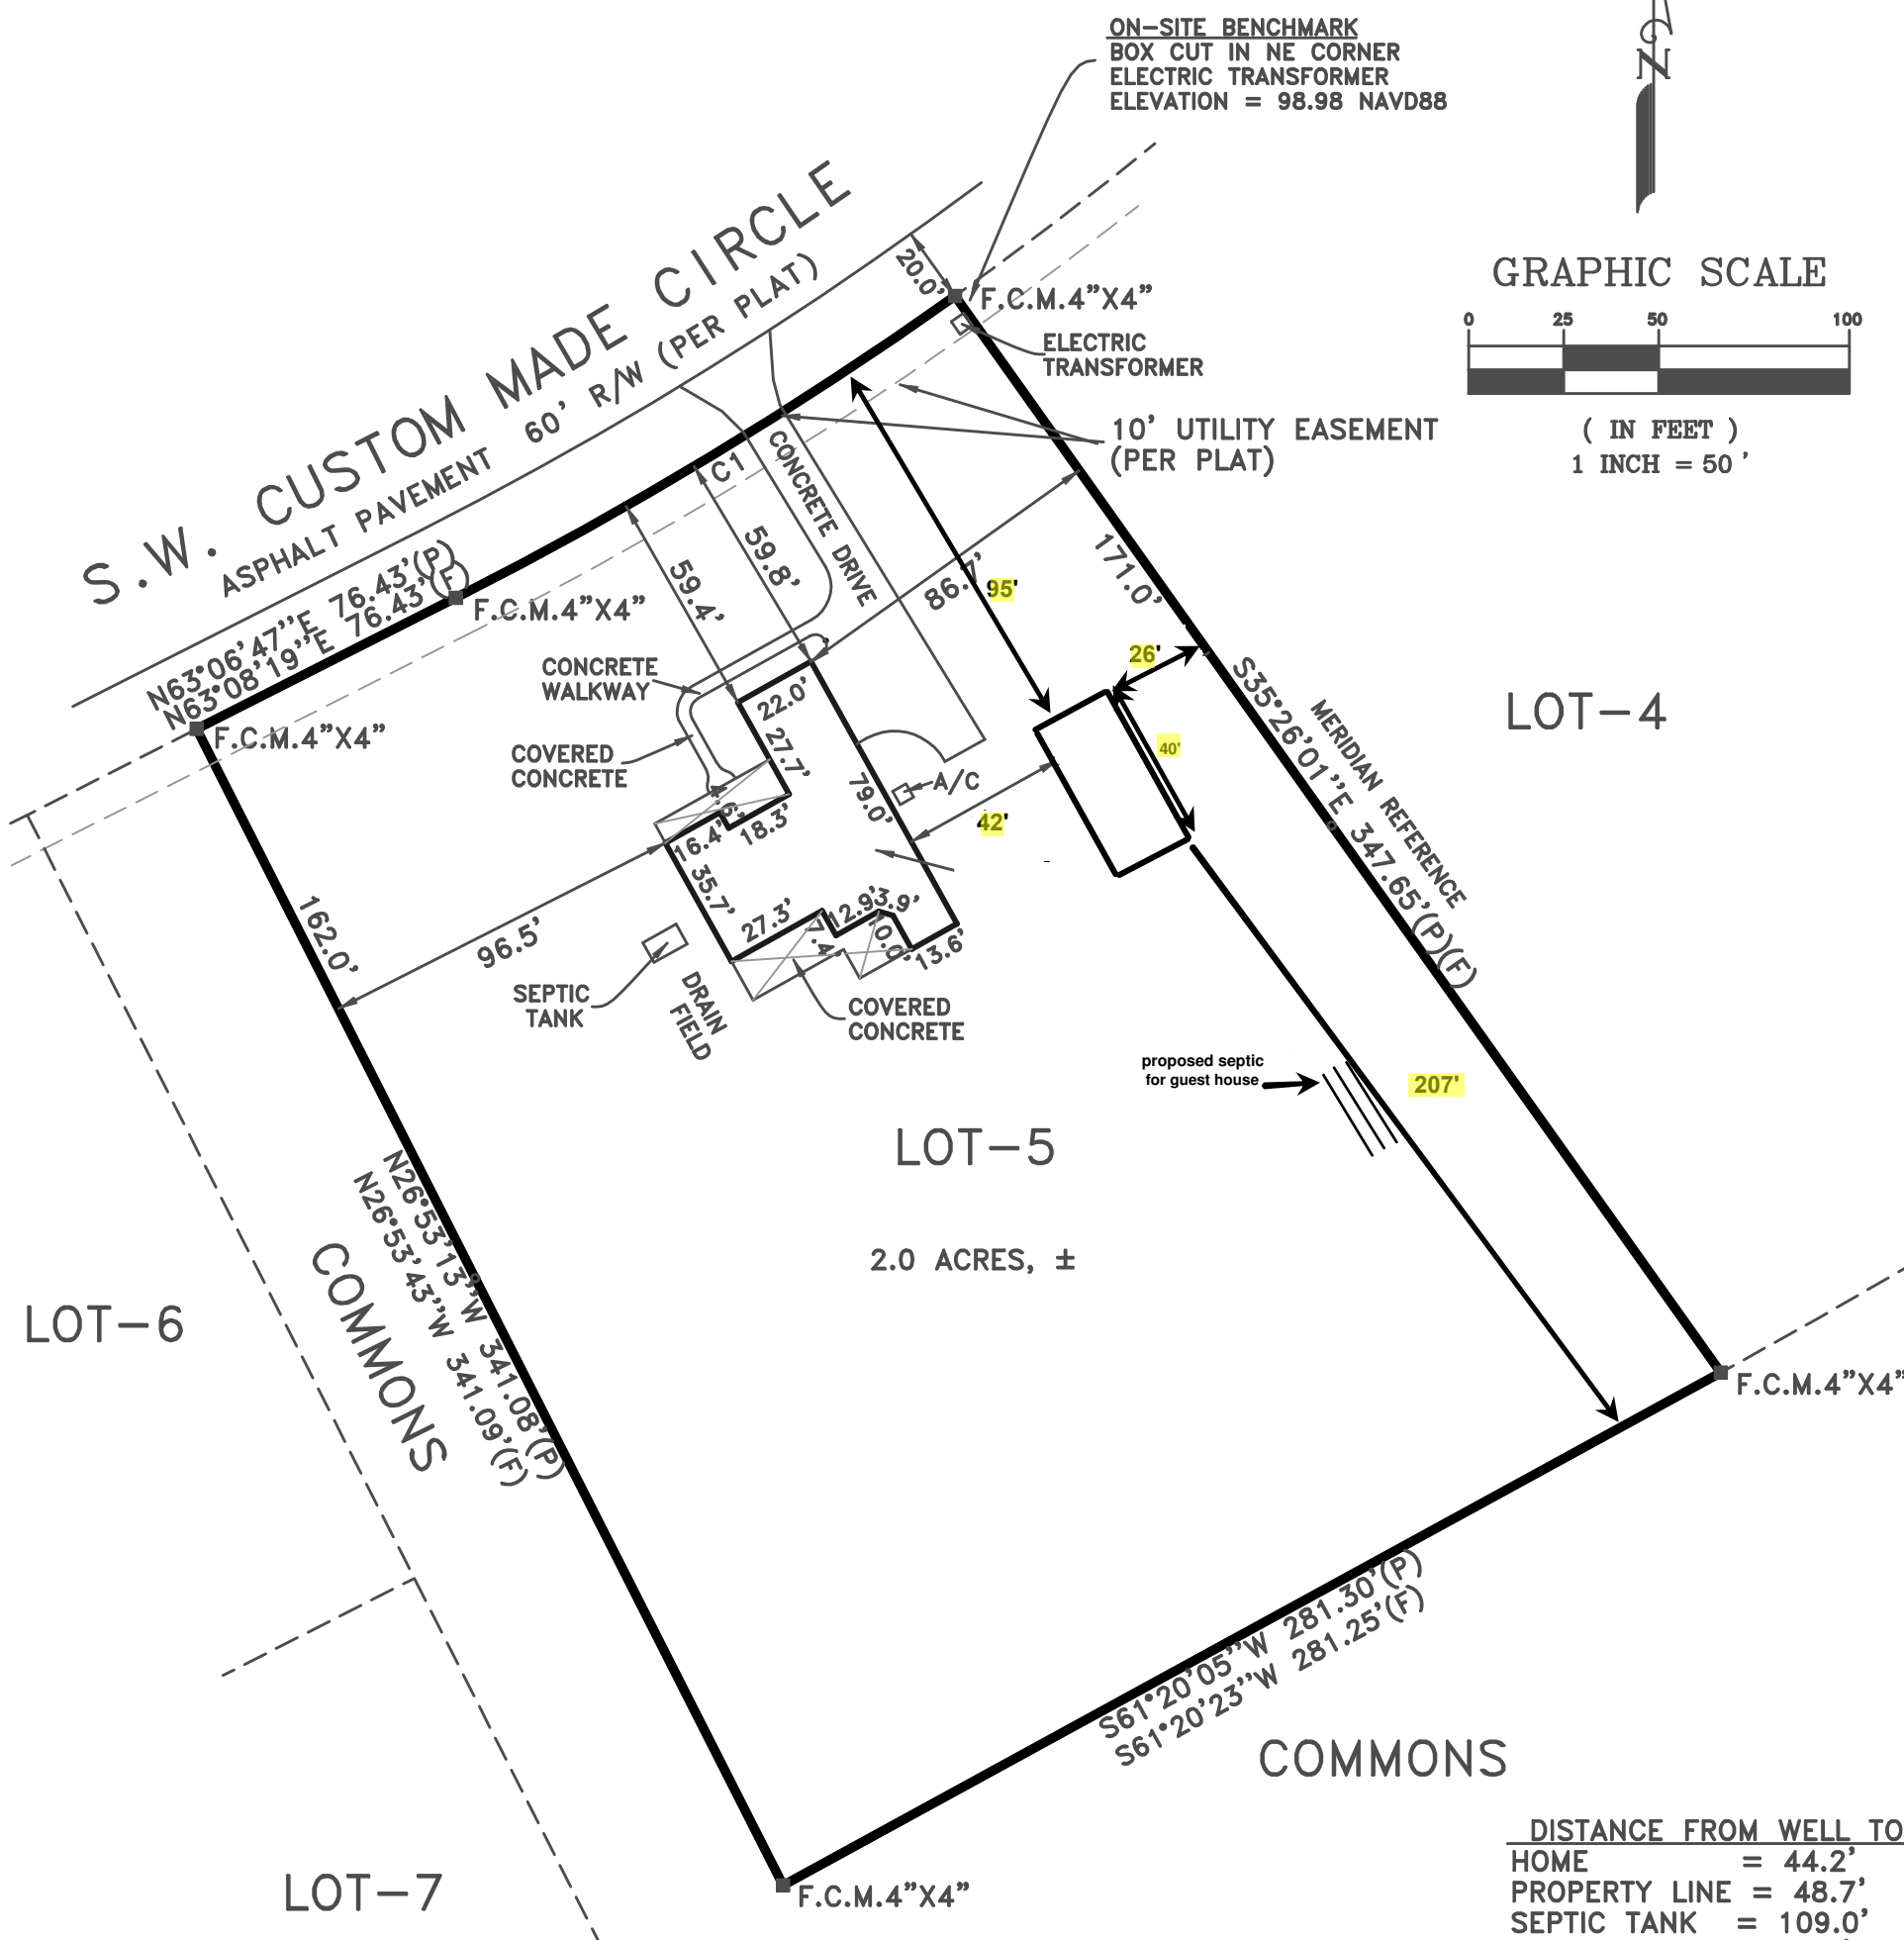 ON-SITE BENCHMARK
BOX CUT IN NE CORNER
ELECTRIC TRANSFORMER
ELEVATION = 98.98 NAVD88
N
GRAPHIC SCALE
0 25 50 100
( IN FEET )
1 INCH = 50 '
S.W. CUSTOM MADE CIRCLE
ASPHALT PAVEMENT 60' R/W (PER PLAT)
20.0'
F.C.M.4"X4"
ELECTRIC
TRANSFORMER
10' UTILITY EASEMENT
(PER PLAT)
C1
CONCRETE DRIVE
59.8'
59.4'
86.7'
95'
171.0'
N63°06'47"E 76.43'(P)
N63°08'19"E 76.43'(F)
F.C.M.4"X4"
F.C.M.4"X4"
CONCRETE
WALKWAY
COVERED
CONCRETE
22.0'
27.7'
79.0'
A/C
26'
40'
42'
S35°26'01"E 347.65'(P)(F)
MERIDIAN REFERENCE
LOT-4
16.4'
18.3'
35.7'
27.3'
12.9'
3.9'
7.4'
13.6'
96.5'
162.0'
SEPTIC
TANK
DRAIN
FIELD
COVERED
CONCRETE
proposed septic
for guest house
207'
LOT-5
2.0 ACRES, ±
N26°53'13"W 341.08'(P)
N26°53'43"W 341.09'(F)
COMMONS
LOT-6
F.C.M.4"X4"
S61°20'05"W 281.30'(P)
S61°20'23"W 281.25'(F)
COMMONS
LOT-7
F.C.M.4"X4"
DISTANCE FROM WELL TO
HOME = 44.2'
PROPERTY LINE = 48.7'
SEPTIC TANK = 109.0'